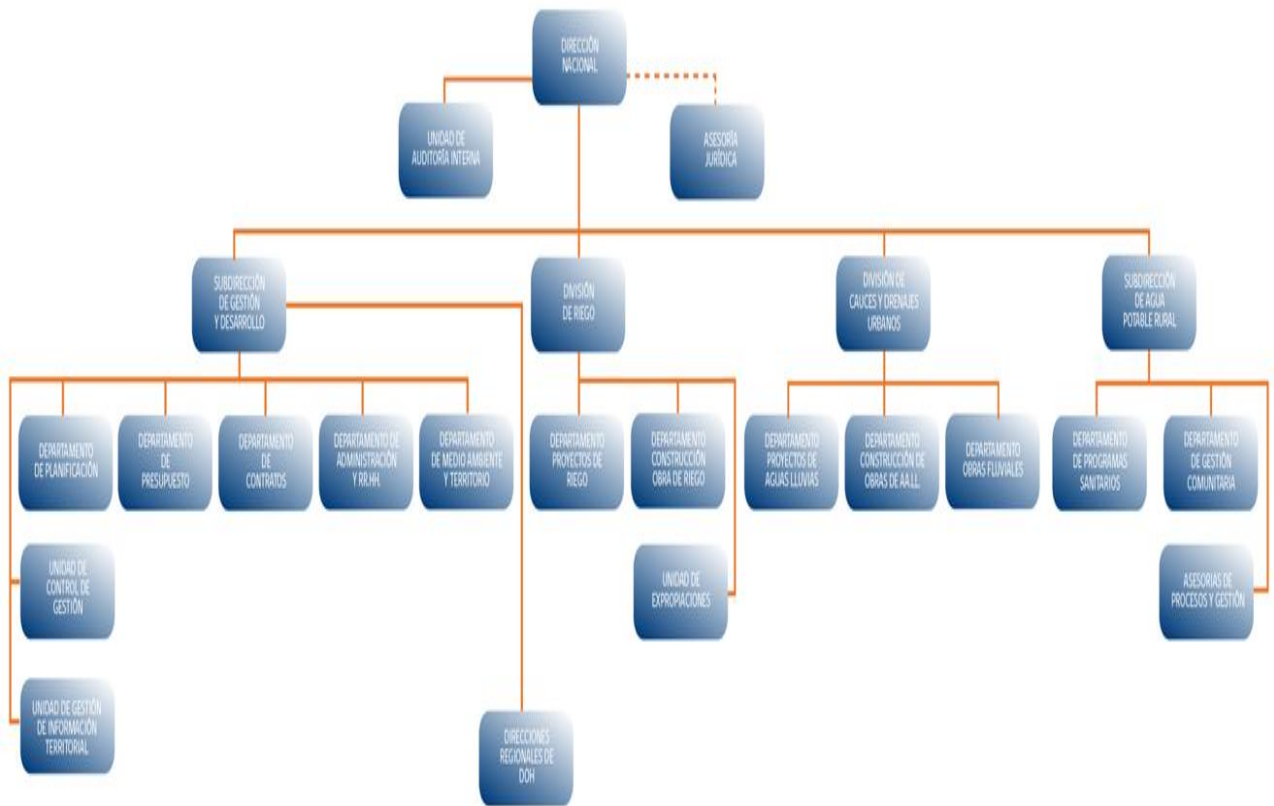 DIRECCIÓN
NACIONAL
UNIDAD DE
AUDITORÍA INTERNA
ASESORÍA
JURÍDICA
SUBDIRECCIÓN
DE GESTIÓN
Y DESARROLLO
DIVISIÓN
DE RIEGO
DIVISIÓN DE
CAUCES Y DRENAJES
URBANOS
SUBDIRECCIÓN
DE AGUA
POTABLE RURAL
DEPARTAMENTO
DE PLANIFICACIÓN
DEPARTAMENTO
DE
PRESUPUESTO
DEPARTAMENTO
DE
CONTRATOS
DEPARTAMENTO DE
ADMINISTRACIÓN
Y RR.HH.
DEPARTAMENTO
DE MEDIO AMBIENTE
Y TERRITORIO
DEPARTAMENTO
PROYECTOS DE
RIEGO
DEPARTAMENTO
CONSTRUCCIÓN
OBRA DE RIEGO
DEPARTAMENTO
PROYECTOS DE
AGUAS LLUVIAS
DEPARTAMENTO
CONSTRUCCIÓN DE
OBRAS DE AA.LL.
DEPARTAMENTO
OBRAS FLUVIALES
DEPARTAMENTO
DE PROGRAMAS
SANITARIOS
DEPARTAMENTO
DE GESTIÓN
COMUNITARIA
UNIDAD DE
CONTROL DE
GESTIÓN
UNIDAD DE
EXPROPIACIONES
ASESORIAS DE
PROCESOS Y GESTIÓN
UNIDAD DE GESTIÓN
DE INFORMACIÓN
TERRITORIAL
DIRECCIONES
REGIONALES DE
DOH